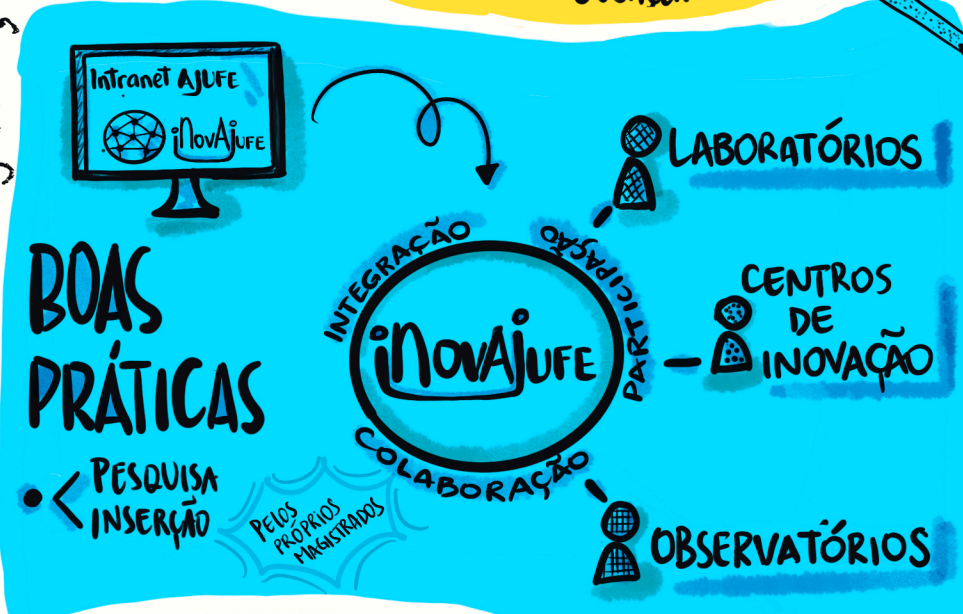 Intranet AJUFE
iNovAjUFE
BOAS
PRÁTICAS
PESQUISA
INSERÇÃO
PELOS
PRÓPRIOS
MAGISTRADOS
INTEGRAÇÃO
PARTICIPAÇÃO
iNovAjUFE
COLABORAÇÃO
LABORATÓRIOS
CENTROS
DE
INOVAÇÃO
OBSERVATÓRIOS